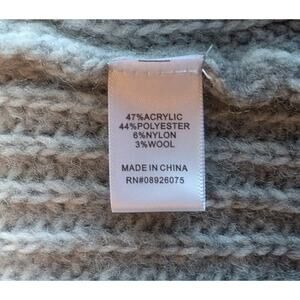 47%ACRYLIC
44%POLYESTER
6%NYLON
3%WOOL
MADE IN CHINA
RN#08926075